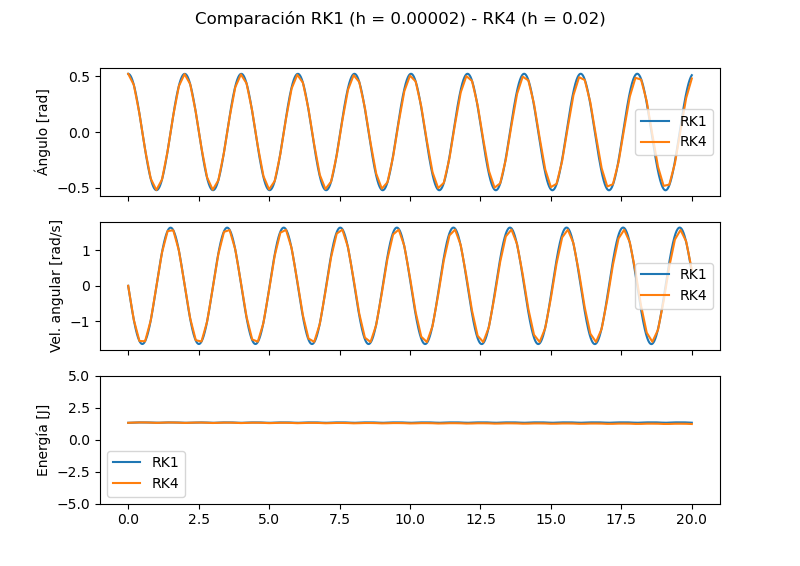 Comparación RK1 (h = 0.00002) - RK4 (h = 0.02)
Ángulo [rad]
0.5
0.0
−0.5
RK1
RK4
Vel. angular [rad/s]
1
0
−1
RK1
RK4
Energía [J]
5.0
2.5
0.0
−2.5
−5.0
RK1
RK4
0.0 2.5 5.0 7.5 10.0 12.5 15.0 17.5 20.0